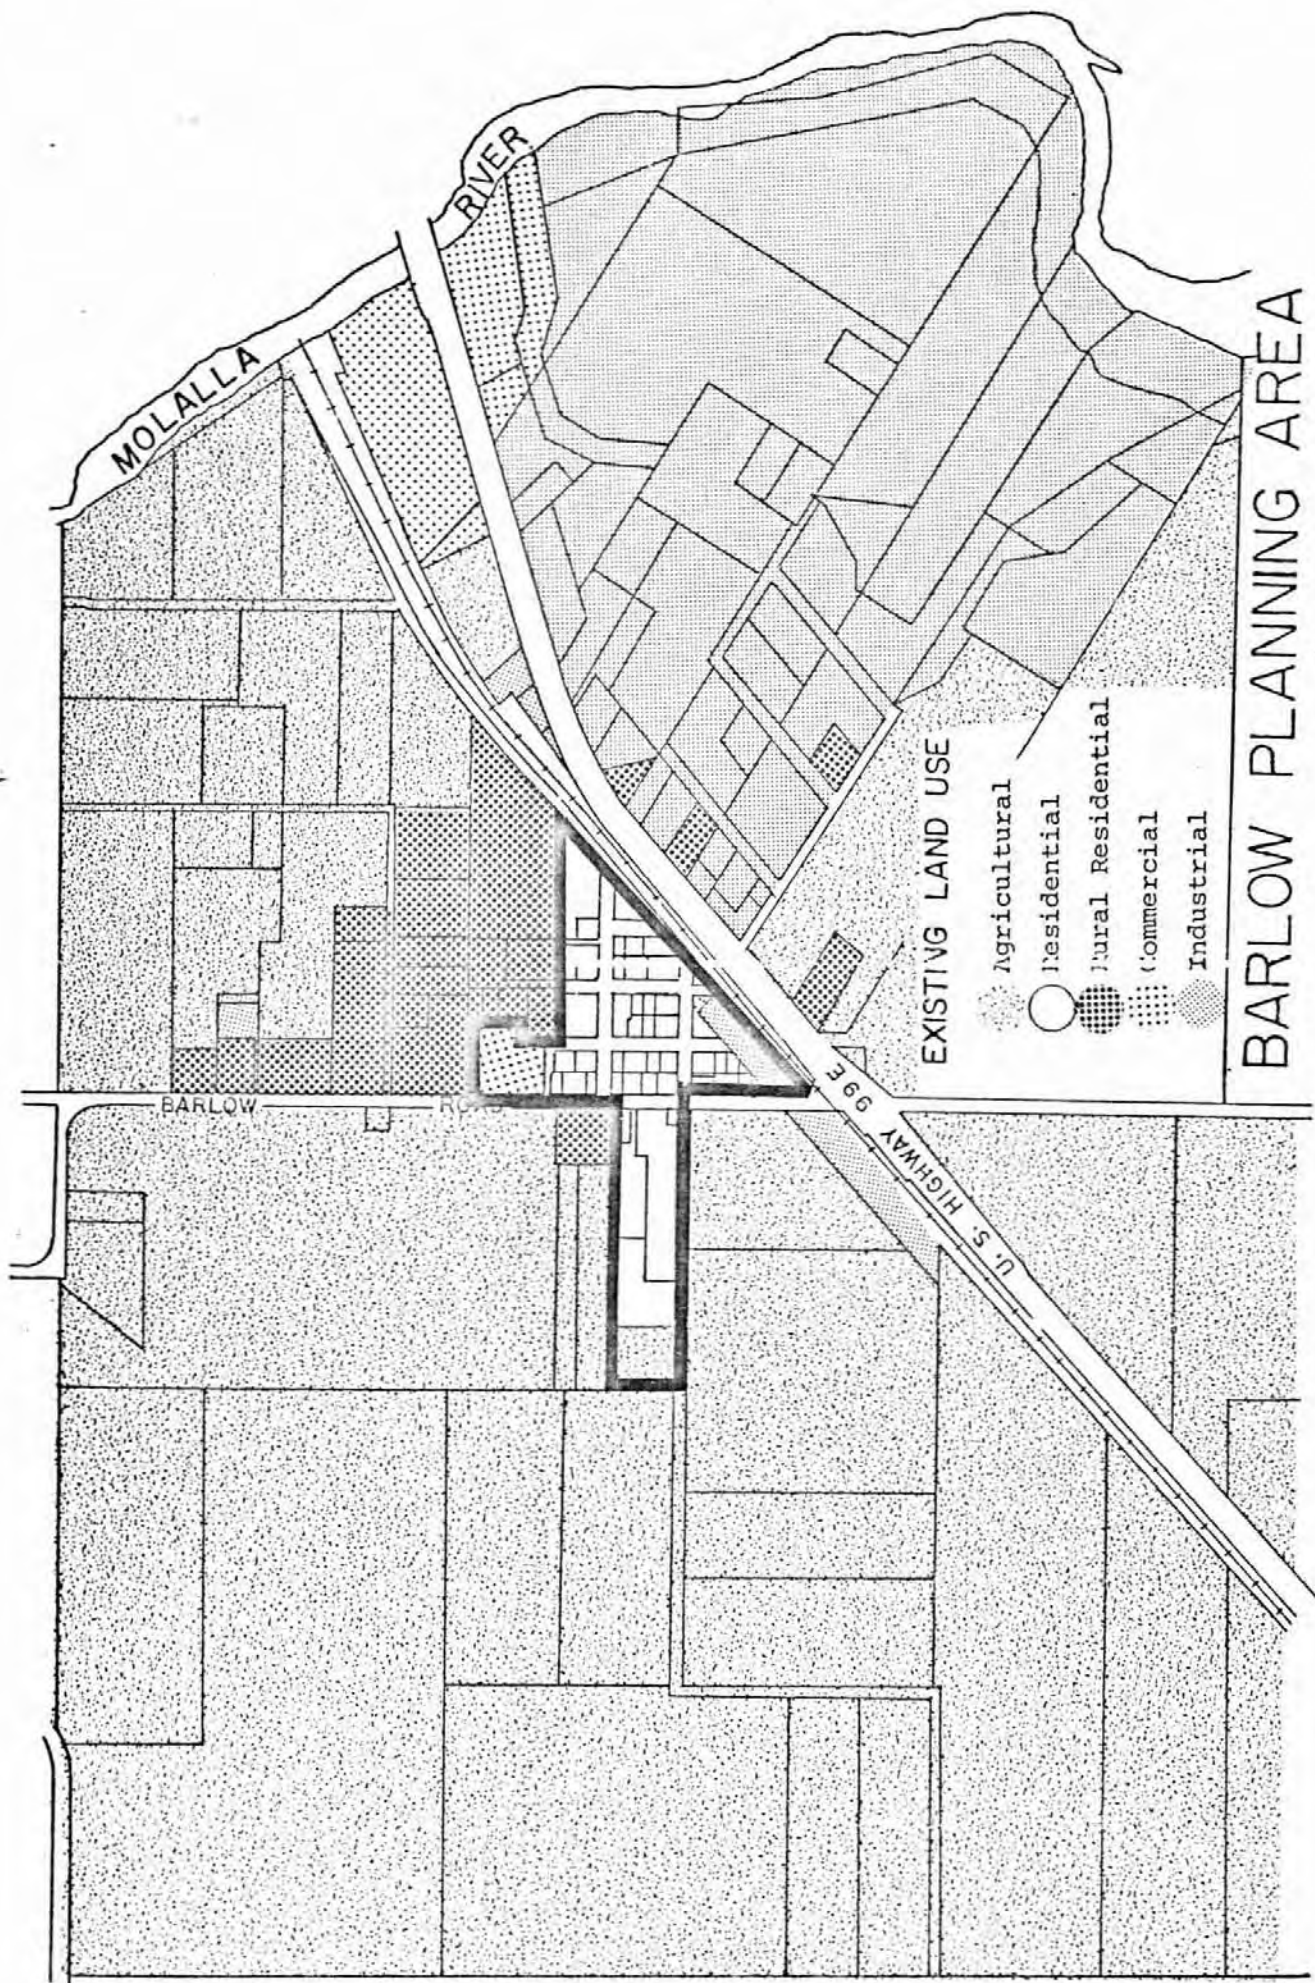 MOLALLA
RIVER
BARLOW ROAD
U. S. HIGHWAY 99E
EXISTING LAND USE
Agricultural
Residential
Rural Residential
Commercial
Industrial
BARLOW PLANNING AREA